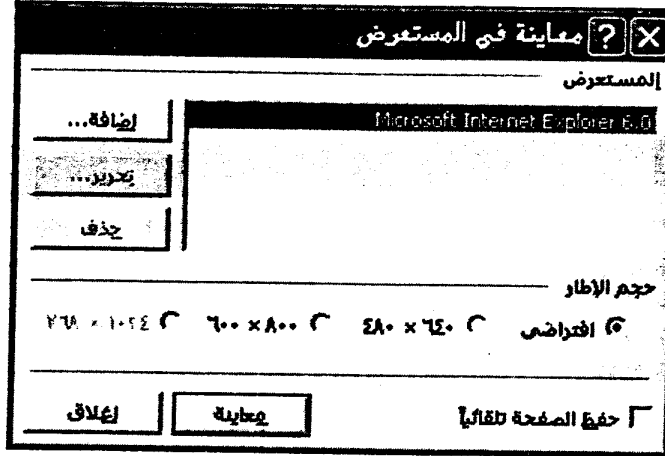 معاينة في المستعرض
المستعرض
Microsoft Internet Explorer 6.0
إضافة...
تحرير...
حذف
حجم الإطار
افتراضى ٦٤٠ × ٤٨٠ ٨٠٠ × ٦٠٠ ١٠٢٤ × ٧٦٨
حفظ الصفحة تلقائياً
معاينة
إغلاق